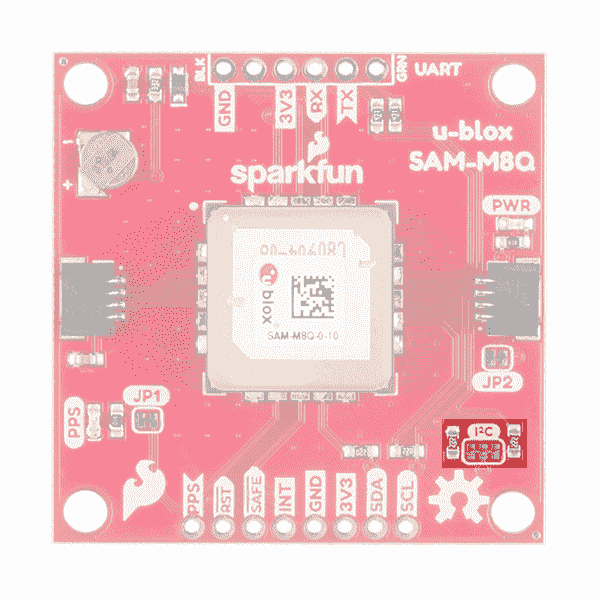 BLK
GRN
UART
GND
3V3
RX
TX
u-blox
SAM-M8Q
sparkfun
PWR
-
+
u blox
SAM-M8Q-0-10
JP1
JP2
PPS
I²C
PPS
RST
SAFE
INT
GND
3V3
SDA
SCL